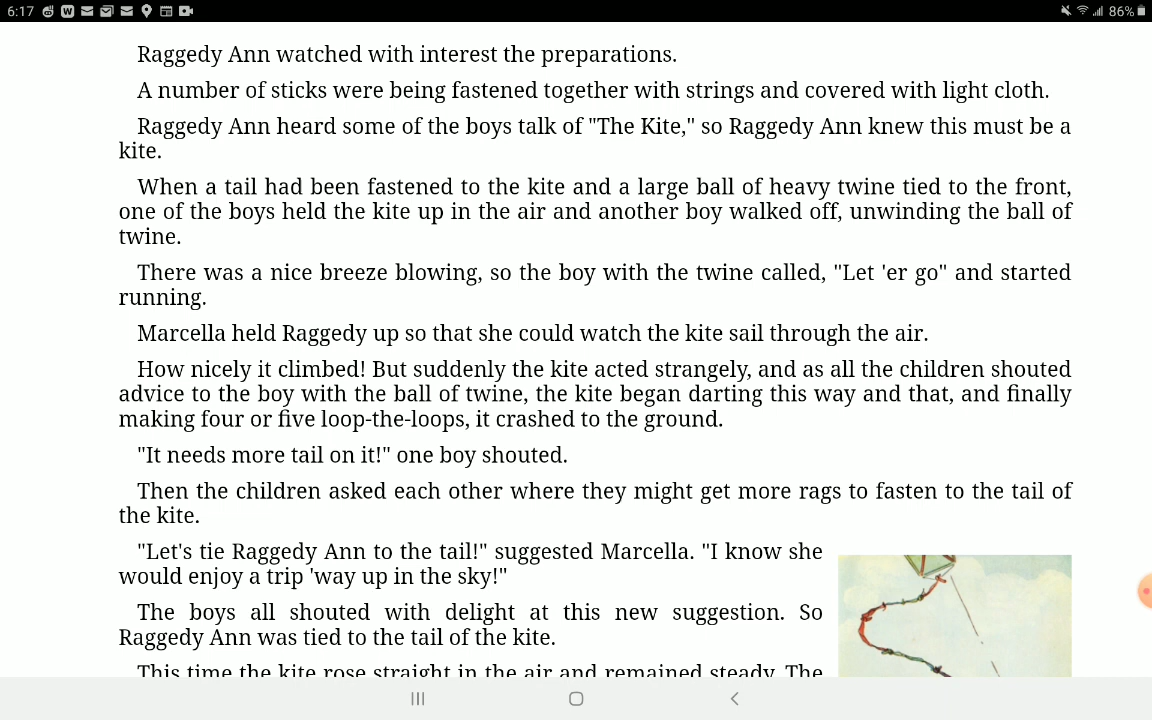 6:17
W
86%
Raggedy Ann watched with interest the preparations.
A number of sticks were being fastened together with strings and covered with light cloth.
Raggedy Ann heard some of the boys talk of "The Kite," so Raggedy Ann knew this must be a
kite.
When a tail had been fastened to the kite and a large ball of heavy twine tied to the front,
one of the boys held the kite up in the air and another boy walked off, unwinding the ball of
twine.
There was a nice breeze blowing, so the boy with the twine called, "Let 'er go" and started
running.
Marcella held Raggedy up so that she could watch the kite sail through the air.
How nicely it climbed! But suddenly the kite acted strangely, and as all the children shouted
advice to the boy with the ball of twine, the kite began darting this way and that, and finally
making four or five loop-the-loops, it crashed to the ground.
"It needs more tail on it!" one boy shouted.
Then the children asked each other where they might get more rags to fasten to the tail of
the kite.
"Let's tie Raggedy Ann to the tail!" suggested Marcella. "I know she
would enjoy a trip 'way up in the sky!"
The boys all shouted with delight at this new suggestion. So
Raggedy Ann was tied to the tail of the kite.
This time the kite rose straight in the air and remained steady. The